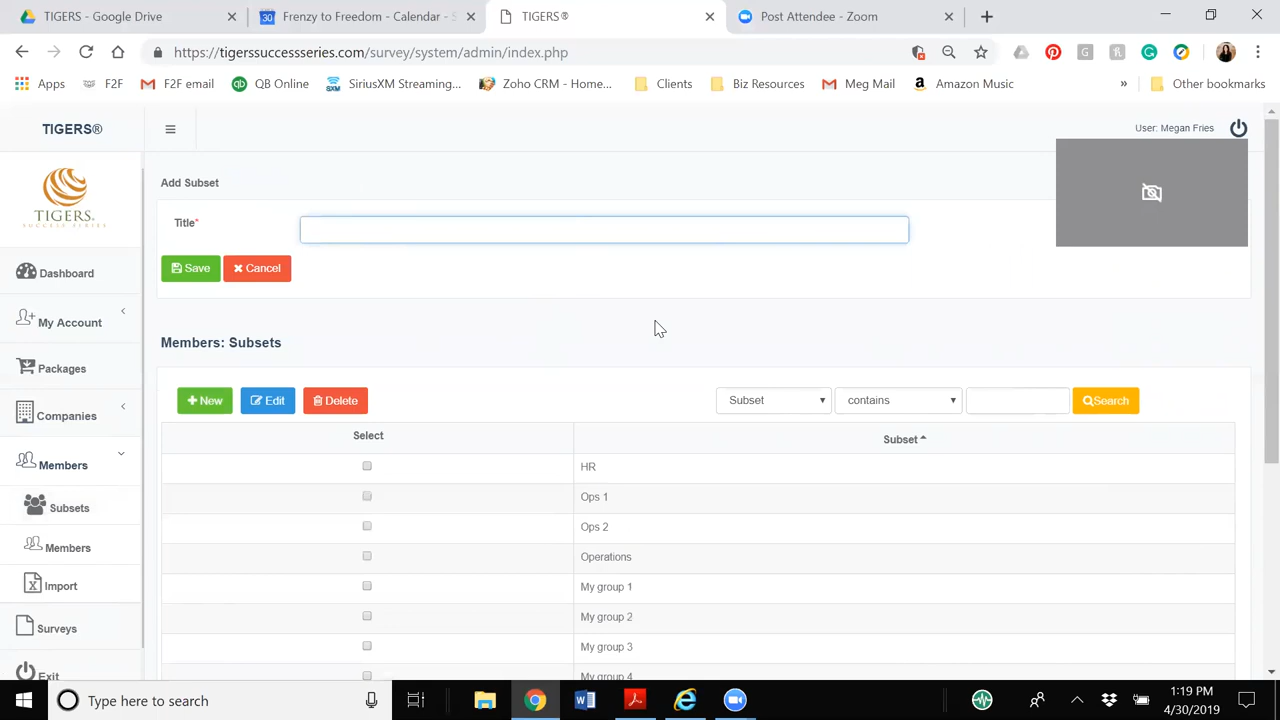 TIGERS - Google Drive
Frenzy to Freedom - Calendar - S
TIGERS®
Post Attendee - Zoom
https://tigerssuccessseries.com/survey/system/admin/index.php
Apps
F2F
F2F email
QB Online
SiriusXM Streaming...
Zoho CRM - Home...
Clients
Biz Resources
Meg Mail
Amazon Music
»
Other bookmarks
TIGERS®
User: Megan Fries
TIGERS
SUCCESS SERIES
Add Subset
Title*
Save
Cancel
Dashboard
My Account
Packages
Companies
Members
Subsets
Members
Import
Surveys
Exit
Members: Subsets
New
Edit
Delete
Subset
contains
Search
Select
Subset
HR
Ops 1
Ops 2
Operations
My group 1
My group 2
My group 3
My group 4
Type here to search
1:19 PM
4/30/2019